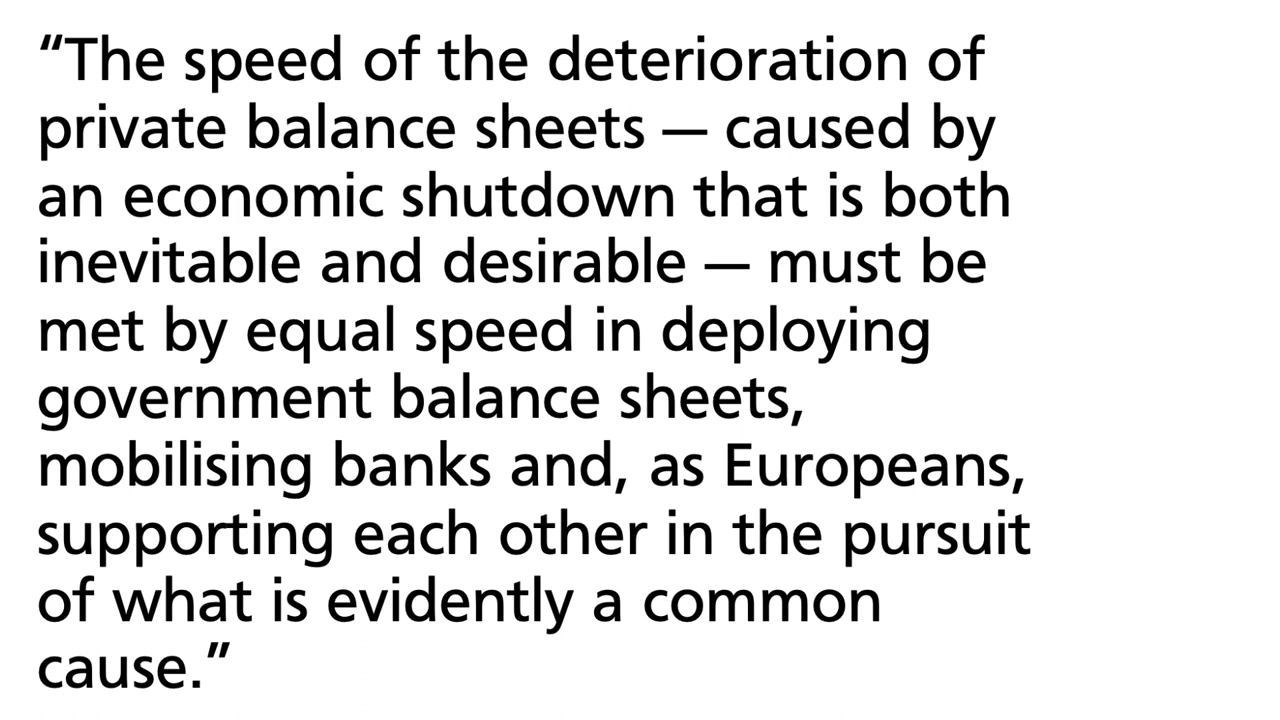 “The speed of the deterioration of
private balance sheets — caused by
an economic shutdown that is both
inevitable and desirable — must be
met by equal speed in deploying
government balance sheets,
mobilising banks and, as Europeans,
supporting each other in the pursuit
of what is evidently a common
cause.”